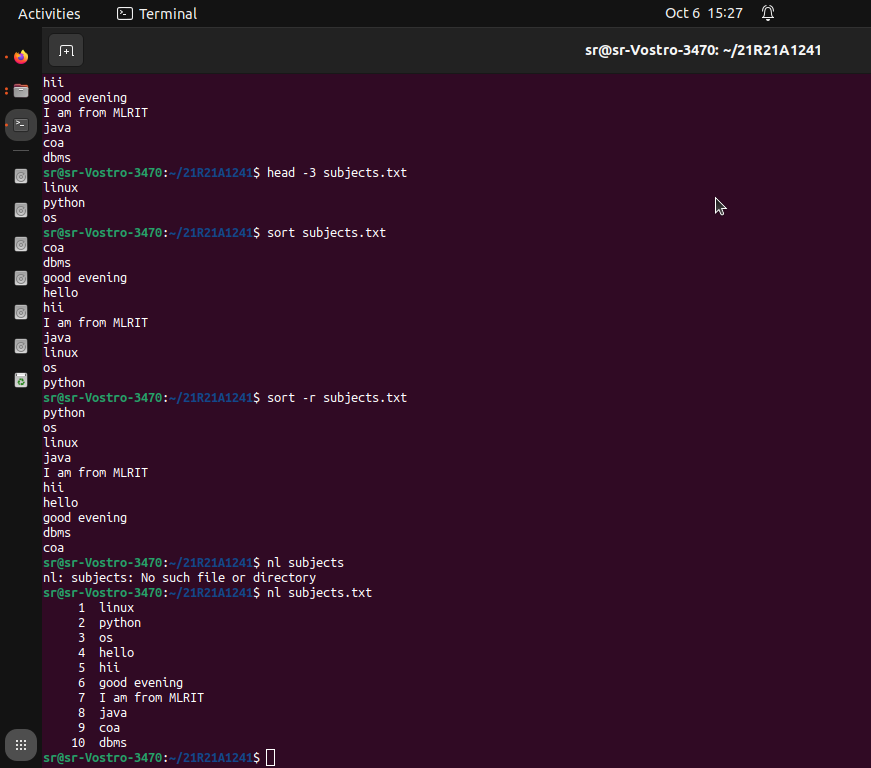 Activities
Terminal
Oct 6 15:27
sr@sr-Vostro-3470: ~/21R21A1241
hii
good evening
I am from MLRIT
java
coa
dbms
sr@sr-Vostro-3470:~/21R21A1241$ head -3 subjects.txt
linux
python
os
sr@sr-Vostro-3470:~/21R21A1241$ sort subjects.txt
coa
dbms
good evening
hello
hii
I am from MLRIT
java
linux
os
python
sr@sr-Vostro-3470:~/21R21A1241$ sort -r subjects.txt
python
os
linux
java
I am from MLRIT
hii
hello
good evening
dbms
coa
sr@sr-Vostro-3470:~/21R21A1241$ nl subjects
nl: subjects: No such file or directory
sr@sr-Vostro-3470:~/21R21A1241$ nl subjects.txt
1 linux
2 python
3 os
4 hello
5 hii
6 good evening
7 I am from MLRIT
8 java
9 coa
10 dbms
sr@sr-Vostro-3470:~/21R21A1241$